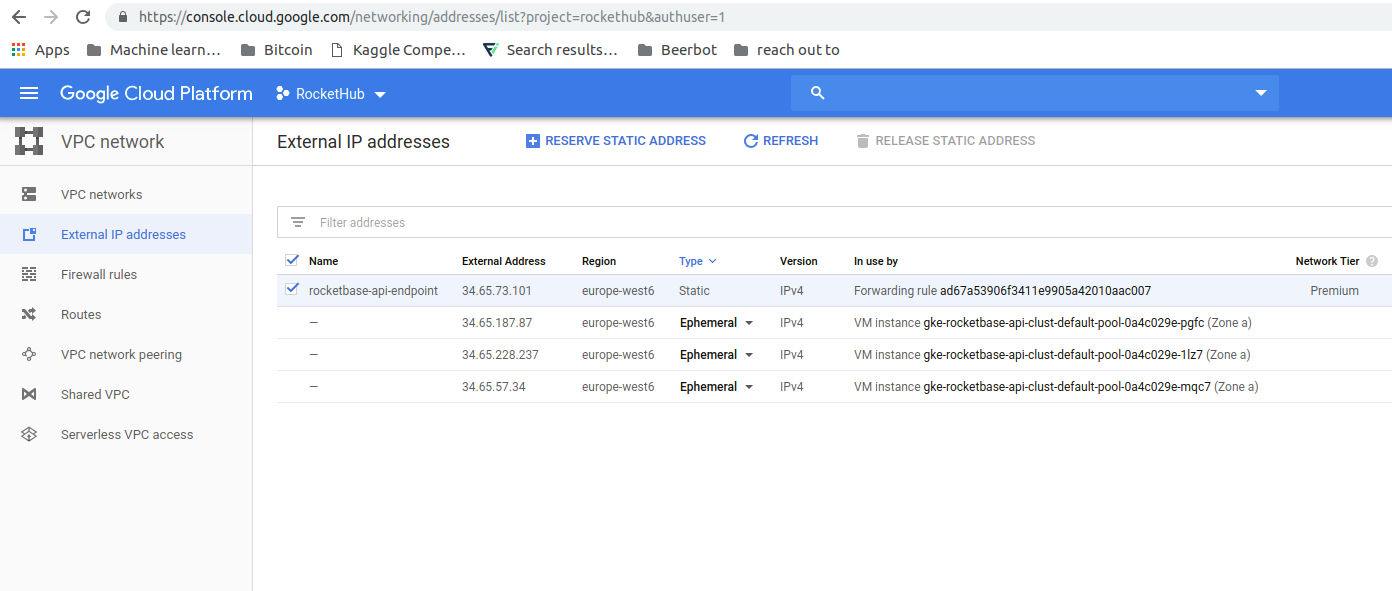 https://console.cloud.google.com/networking/addresses/list?project=rockethub&authuser=1
Apps Machine learn… Bitcoin Kaggle Compe… Search results… Beerbot reach out to
Google Cloud Platform RocketHub
VPC network External IP addresses RESERVE STATIC ADDRESS REFRESH RELEASE STATIC ADDRESS
VPC networks
External IP addresses
Firewall rules
Routes
VPC network peering
Shared VPC
Serverless VPC access
Filter addresses
Name External Address Region Type Version In use by Network Tier ?
rocketbase-api-endpoint 34.65.73.101 europe-west6 Static IPv4 Forwarding rule ad67a53906f3411e9905a42010aac007 Premium
— 34.65.187.87 europe-west6 Ephemeral IPv4 VM instance gke-rocketbase-api-clust-default-pool-0a4c029e-pgfc (Zone a)
— 34.65.228.237 europe-west6 Ephemeral IPv4 VM instance gke-rocketbase-api-clust-default-pool-0a4c029e-1lz7 (Zone a)
— 34.65.57.34 europe-west6 Ephemeral IPv4 VM instance gke-rocketbase-api-clust-default-pool-0a4c029e-mqc7 (Zone a)